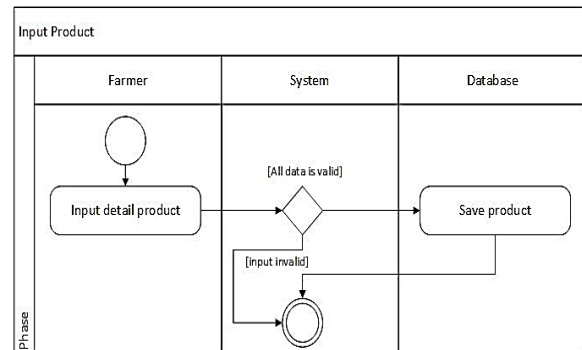 Input Product
Farmer
System
Database
[All data is valid]
Input detail product
Save product
[input invalid]
Phase